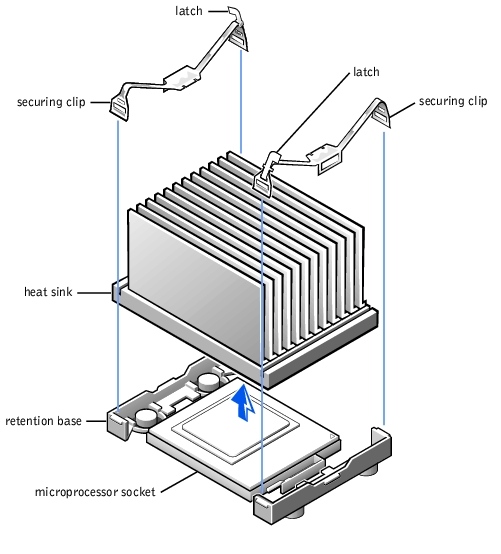 latch
latch
securing clip
securing clip
heat sink
retention base
microprocessor socket